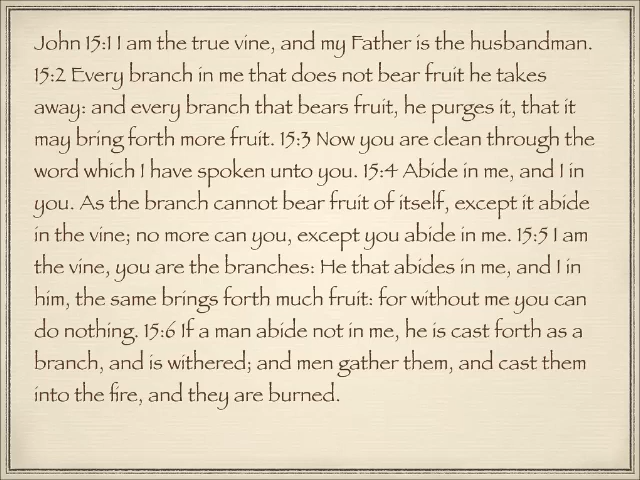 John 15:1 I am the true vine, and my Father is the husbandman.
15:2 Every branch in me that does not bear fruit he takes
away: and every branch that bears fruit, he purges it, that it
may bring forth more fruit. 15:3 Now you are clean through the
word which I have spoken unto you. 15:4 Abide in me, and I in
you. As the branch cannot bear fruit of itself, except it abide
in the vine; no more can you, except you abide in me. 15:5 I am
the vine, you are the branches: He that abides in me, and I in
him, the same brings forth much fruit: for without me you can
do nothing. 15:6 If a man abide not in me, he is cast forth as a
branch, and is withered; and men gather them, and cast them
into the fire, and they are burned.